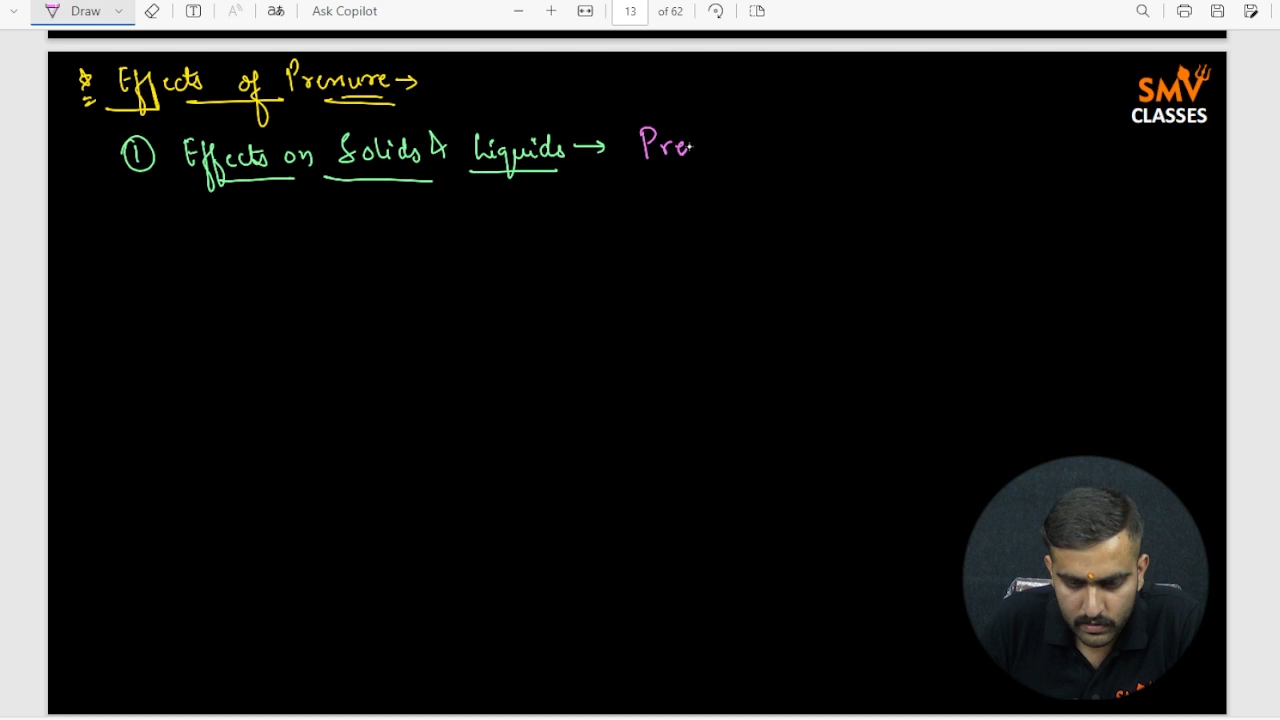 Draw
Ask Copilot
13 of 62
* Effects of Pressure →
① Effects on Solids & Liquids → Pre
SMV
CLASSES